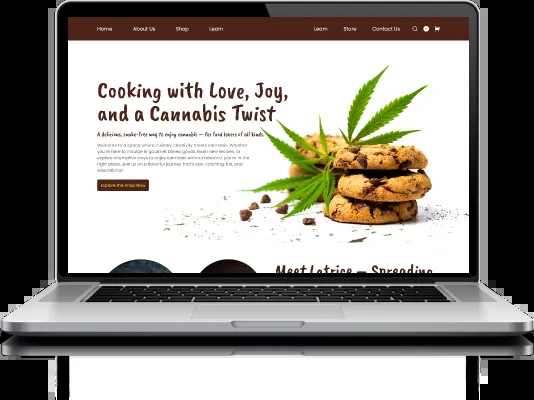 Home About Us Shop Learn Learn Store Contact Us
Cooking with Love, Joy,
and a Cannabis Twist
A delicious, smoke-free way to enjoy cannabis — for food lovers of all kinds.
Welcome to a space where culinary creativity meets cannabis. Whether
you're here to indulge in gourmet baked goods, learn new recipes, or
explore alternative ways to enjoy cannabis without tobacco, you're in the
right place. Join us on a flavorful journey that's eye-catching, fun, and
educational!
Explore the Shop Now
Meet Latrice — Spreading